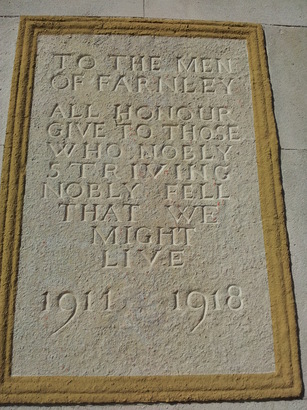 TO THE MEN
OF FARNLEY
ALL HONOUR
GIVE TO THOSE
WHO NOBLY
STRIVING
NOBLY FELL
THAT WE
MIGHT
LIVE
1911 1918